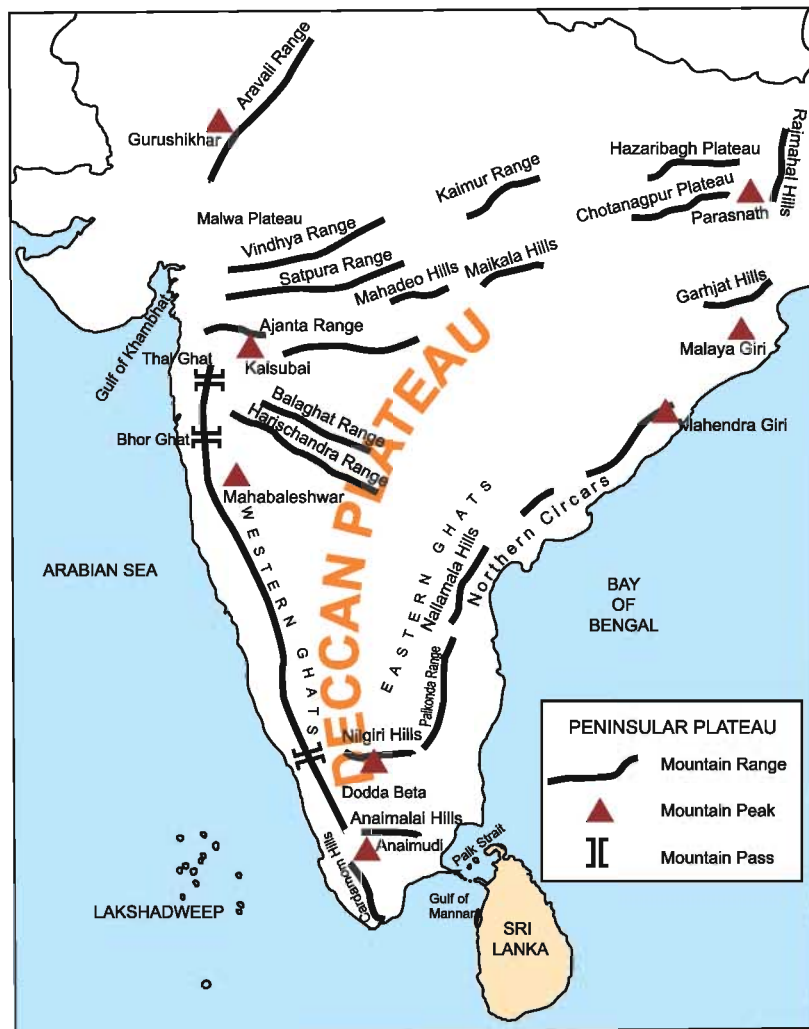 Aravali Range
Gurushikhar
Hazaribagh Plateau
Rajmahal Hills
Kaimur Range
Chotanagpur Plateau
Parasnath
Malwa Plateau
Vindhya Range
Satpura Range
Mahadeo Hills
Maikala Hills
Garhjat Hills
Gulf of Khambhat
Ajanta Range
Malaya Giri
Thal Ghat
Kalsubai
Balaghat Range
Harischandra Range
Mahendra Giri
Bhor Ghat
Mahabaleshwar
DECCAN PLATEAU
WESTERN GHATS
EASTERN GHATS
Nallamala Hills
Northern Circars
ARABIAN SEA
BAY
OF
BENGAL
Palkonda Range
Nilgiri Hills
Dodda Beta
Anaimalai Hills
Anaimudi
Cardamom Hills
Palk Strait
Gulf of
Mannar
LAKSHADWEEP
SRI
LANKA
PENINSULAR PLATEAU
Mountain Range
Mountain Peak
Mountain Pass